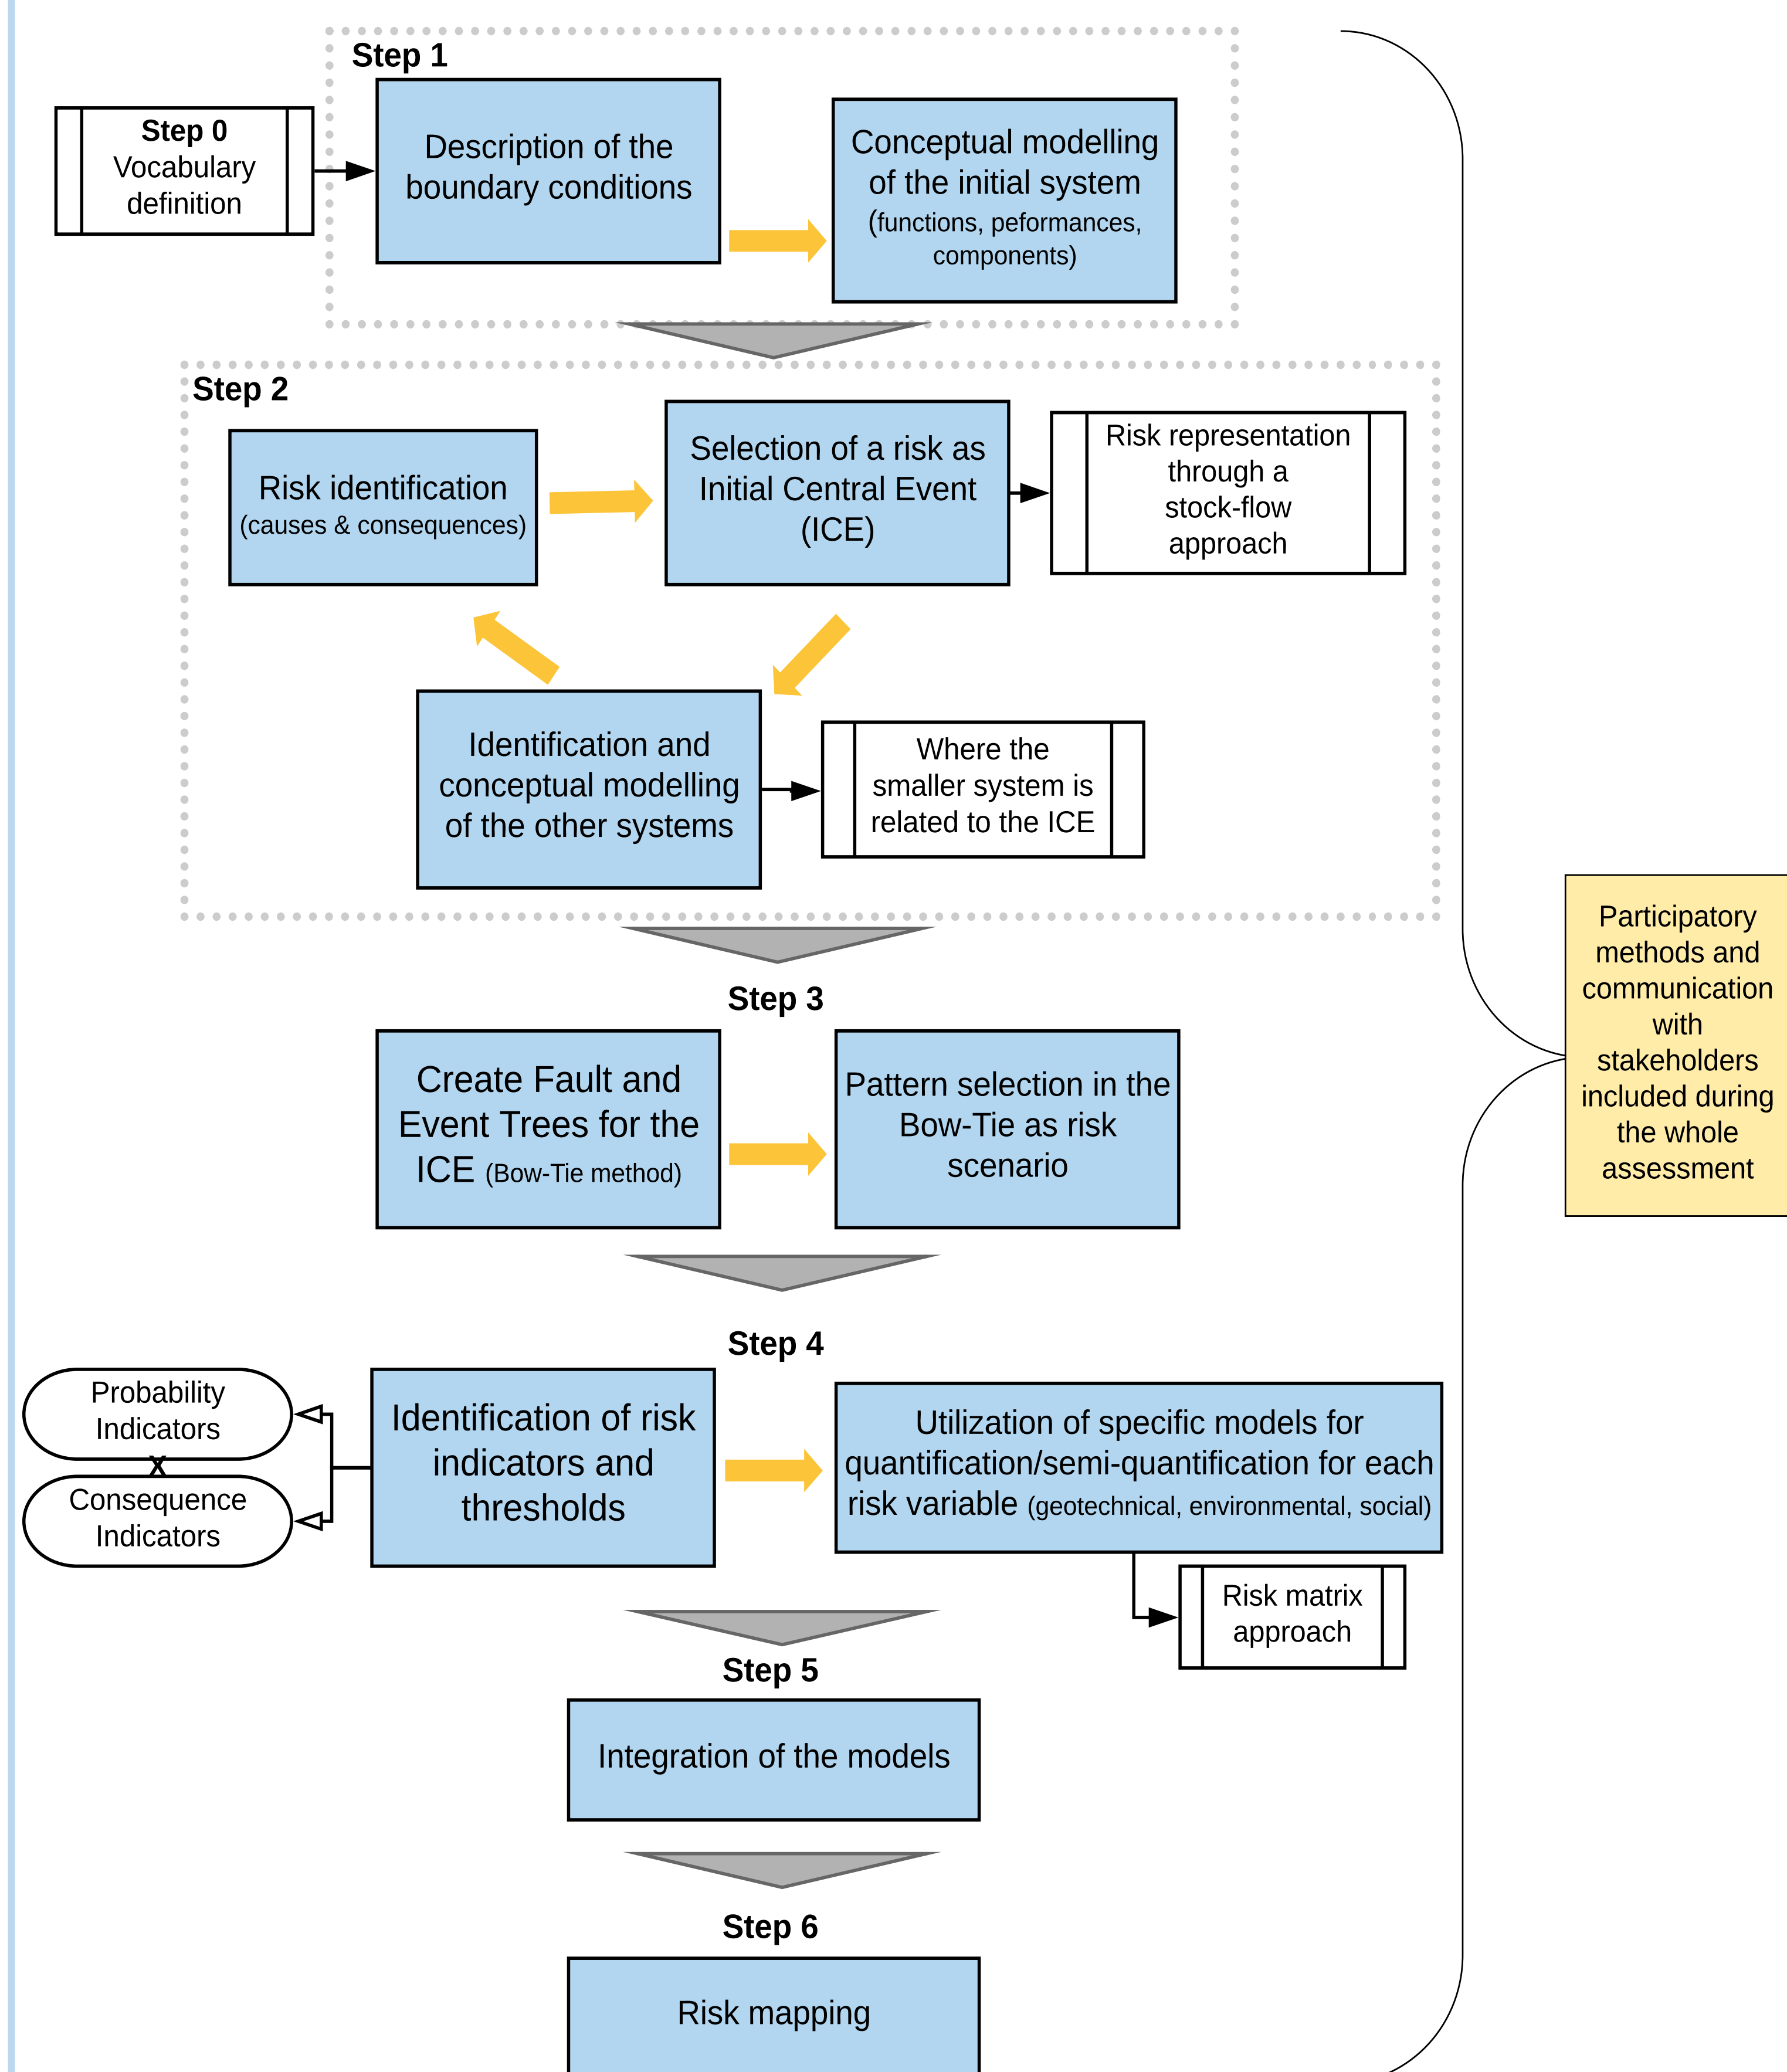 Step 1
Step 0
Vocabulary
definition
Description of the
boundary conditions
Conceptual modelling
of the initial system
(functions, peformances,
components)
Step 2
Risk identification
(causes & consequences)
Selection of a risk as
Initial Central Event
(ICE)
Risk representation
through a
stock-flow
approach
Identification and
conceptual modelling
of the other systems
Where the
smaller system is
related to the ICE
Step 3
Create Fault and
Event Trees for the
ICE (Bow-Tie method)
Pattern selection in the
Bow-Tie as risk
scenario
Participatory
methods and
communication
with
stakeholders
included during
the whole
assessment
Step 4
Probability
Indicators
X
Consequence
Indicators
Identification of risk
indicators and
thresholds
Utilization of specific models for
quantification/semi-quantification for each
risk variable (geotechnical, environmental, social)
Risk matrix
approach
Step 5
Integration of the models
Step 6
Risk mapping